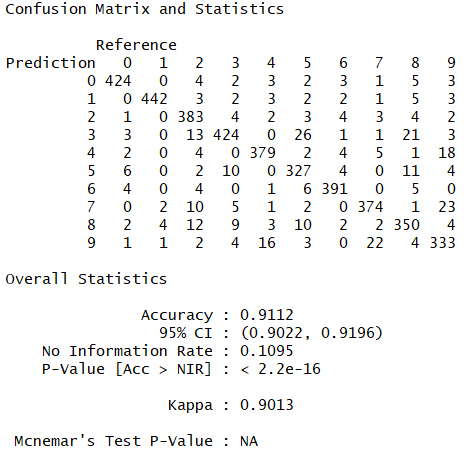 Confusion Matrix and Statistics
Reference
Prediction 0 1 2 3 4 5 6 7 8 9
0 424 0 4 2 3 2 3 1 5 3
1 0 442 3 2 3 2 2 1 5 3
2 1 0 383 4 2 3 4 3 4 2
3 3 0 13 424 0 26 1 1 21 3
4 2 0 4 0 379 2 4 5 1 18
5 6 0 2 10 0 327 4 0 11 4
6 4 0 4 0 1 6 391 0 5 0
7 0 2 10 5 1 2 0 374 1 23
8 2 4 12 9 3 10 2 2 350 4
9 1 1 2 4 16 3 0 22 4 333
Overall Statistics
Accuracy : 0.9112
95% CI : (0.9022, 0.9196)
No Information Rate : 0.1095
P-Value [Acc > NIR] : < 2.2e-16
Kappa : 0.9013
Mcnemar's Test P-Value : NA